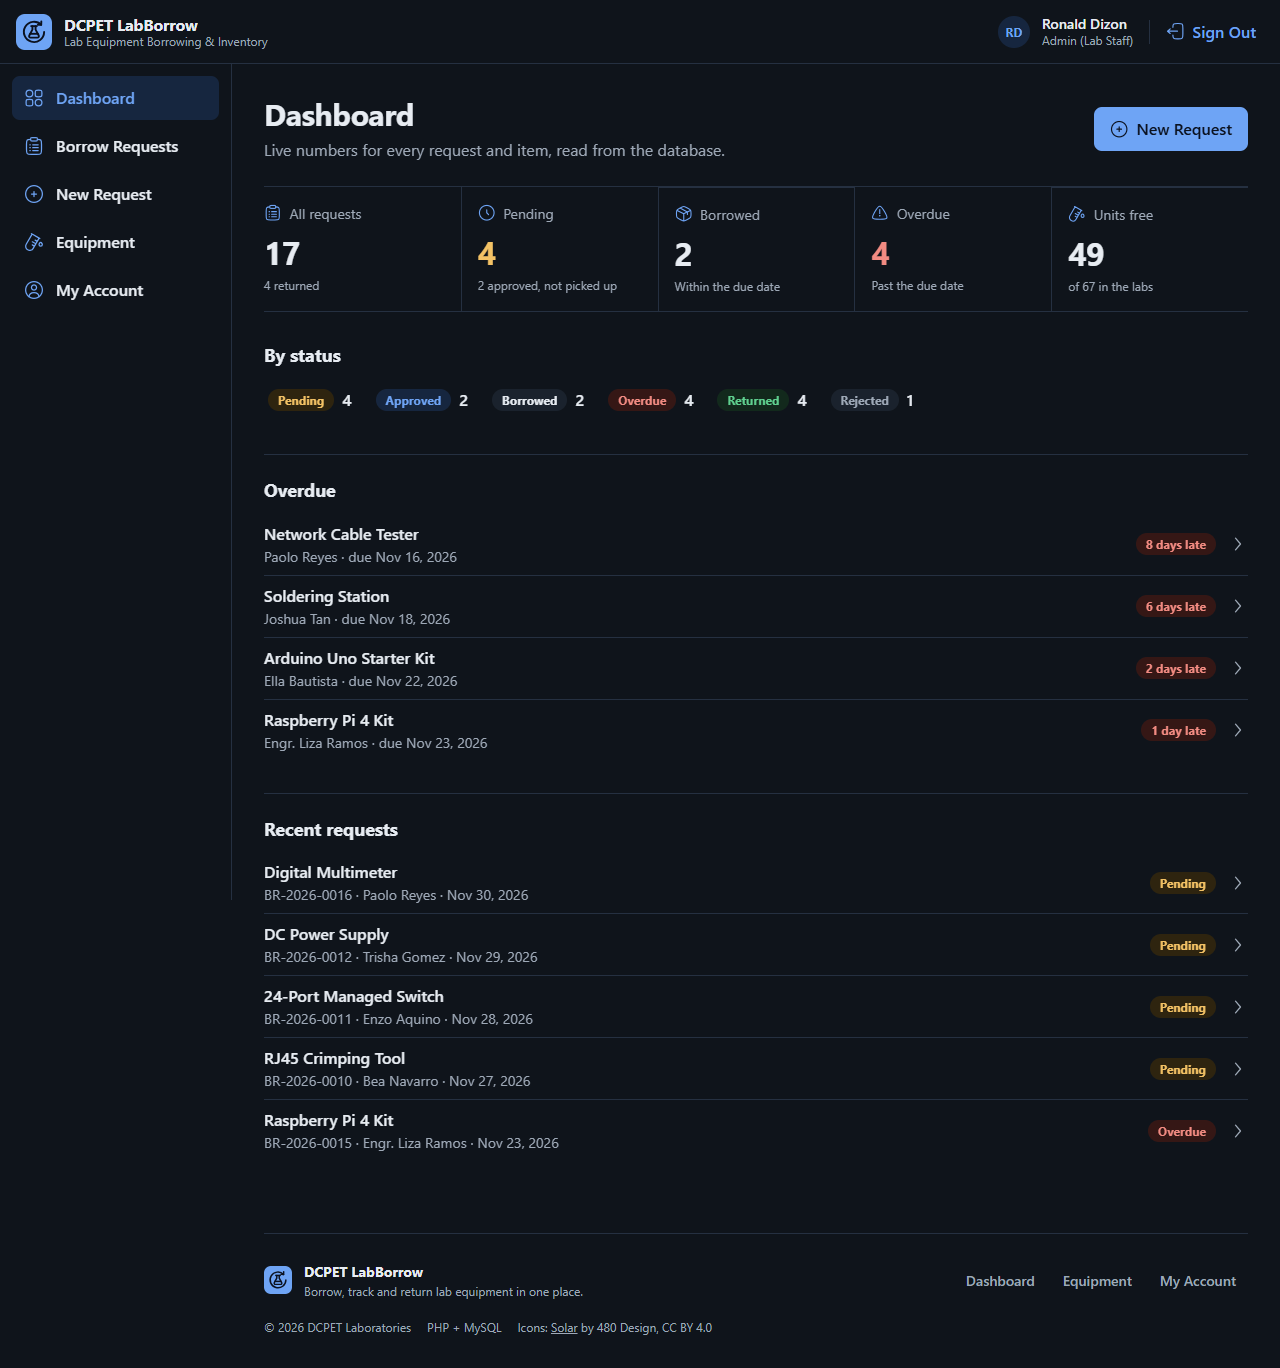 DCPET LabBorrow
Lab Equipment Borrowing & Inventory
RD
Ronald Dizon
Admin (Lab Staff)
Sign Out
Dashboard
Borrow Requests
New Request
Equipment
My Account
Dashboard
Live numbers for every request and item, read from the database.
New Request
All requests
17
4 returned
Pending
4
2 approved, not picked up
Borrowed
2
Within the due date
Overdue
4
Past the due date
Units free
49
of 67 in the labs
By status
Pending 4 Approved 2 Borrowed 2 Overdue 4 Returned 4 Rejected 1
Overdue
Network Cable Tester
Paolo Reyes · due Nov 16, 2026
8 days late
Soldering Station
Joshua Tan · due Nov 18, 2026
6 days late
Arduino Uno Starter Kit
Ella Bautista · due Nov 22, 2026
2 days late
Raspberry Pi 4 Kit
Engr. Liza Ramos · due Nov 23, 2026
1 day late
Recent requests
Digital Multimeter
BR-2026-0016 · Paolo Reyes · Nov 30, 2026
Pending
DC Power Supply
BR-2026-0012 · Trisha Gomez · Nov 29, 2026
Pending
24-Port Managed Switch
BR-2026-0011 · Enzo Aquino · Nov 28, 2026
Pending
RJ45 Crimping Tool
BR-2026-0010 · Bea Navarro · Nov 27, 2026
Pending
Raspberry Pi 4 Kit
BR-2026-0015 · Engr. Liza Ramos · Nov 23, 2026
Overdue
DCPET LabBorrow
Borrow, track and return lab equipment in one place.
Dashboard Equipment My Account
© 2026 DCPET Laboratories PHP + MySQL Icons: Solar by 480 Design, CC BY 4.0